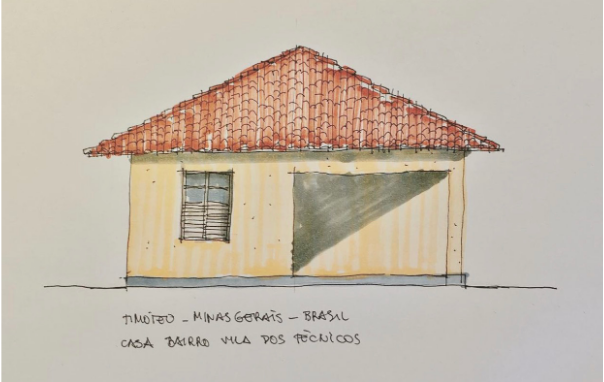 TIMÓTEO - MINAS GERAIS - BRASIL
CASA BAIRRO VILA DOS TÉCNICOS